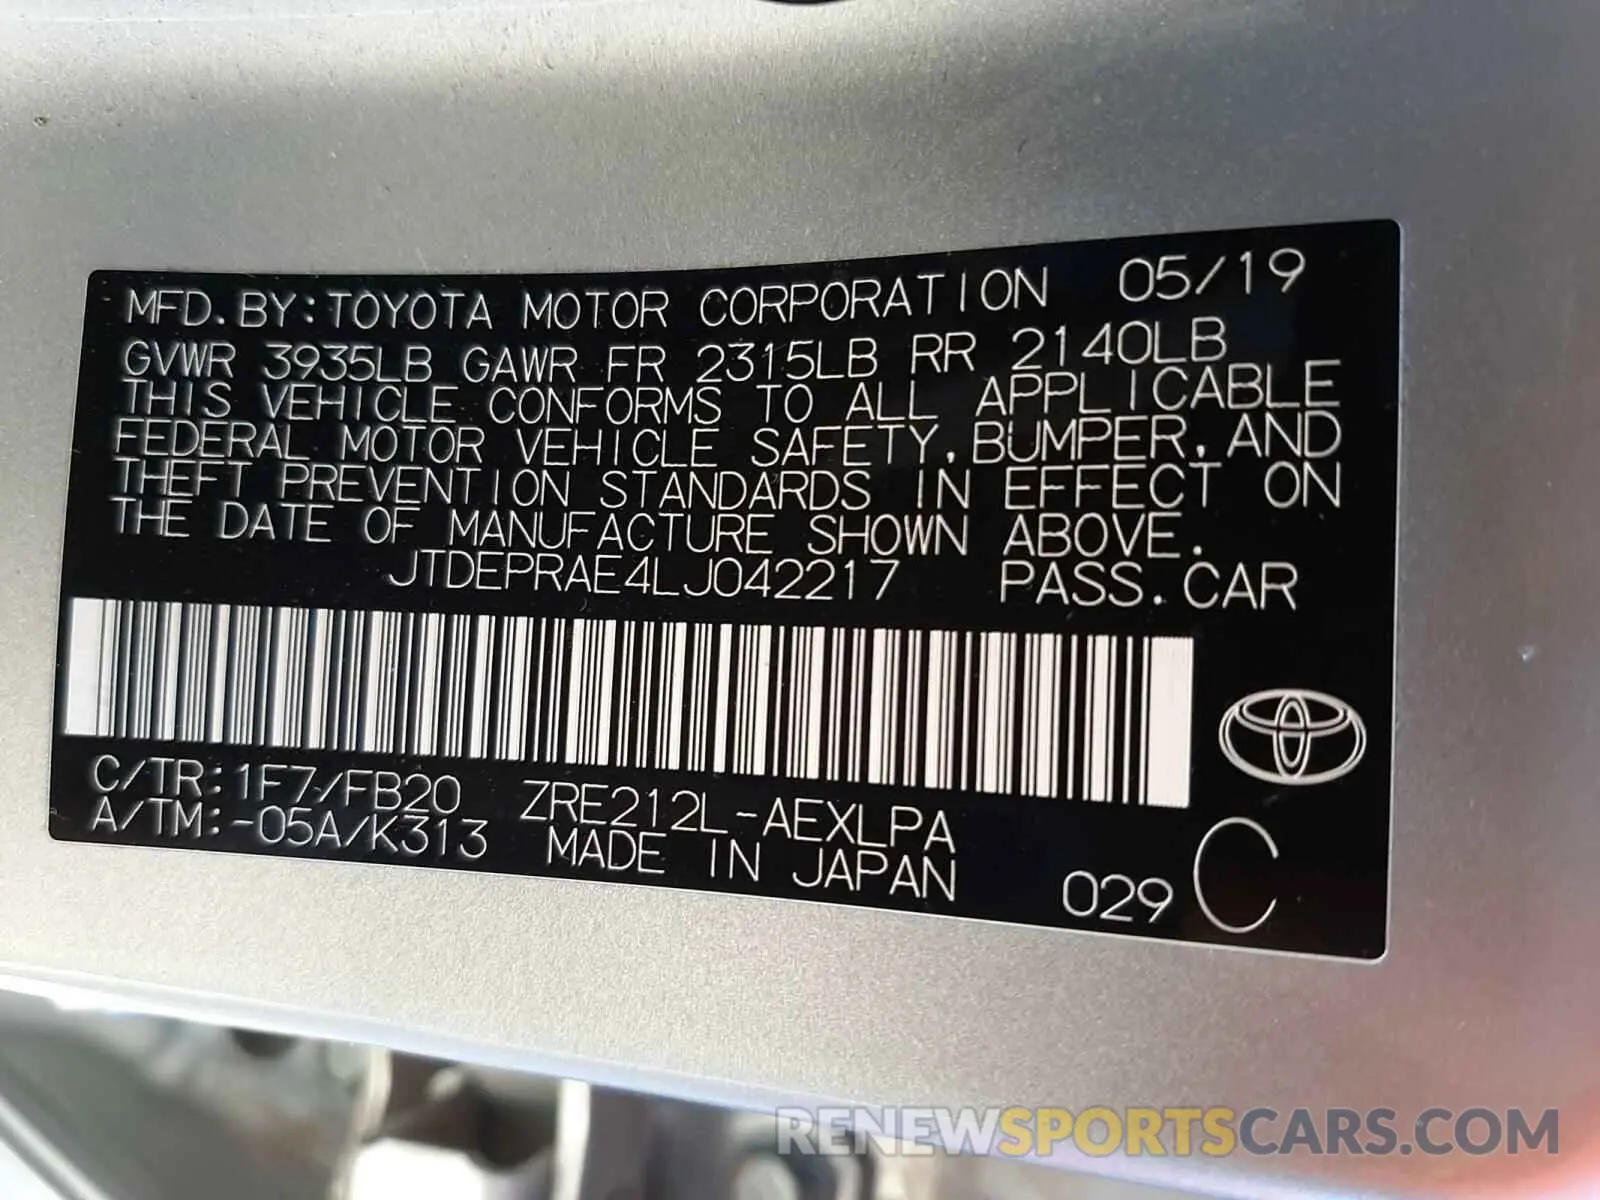 MFD. BY: TOYOTA MOTOR CORPORATION 05/19
GVWR 3935LB GAWR FR 2315LB RR 2140LB
THIS VEHICLE CONFORMS TO ALL APPLICABLE
FEDERAL MOTOR VEHICLE SAFETY, BUMPER, AND
THEFT PREVENTION STANDARDS IN EFFECT ON
THE DATE OF MANUFACTURE SHOWN ABOVE.
JTDEPRAE4LJ042217 PASS. CAR
C/TR: 1F7/FB20 ZRE212L-AEXLPA
A/TM: -05A/K313 MADE IN JAPAN
029 C
RENEWSPORTSCARS.COM